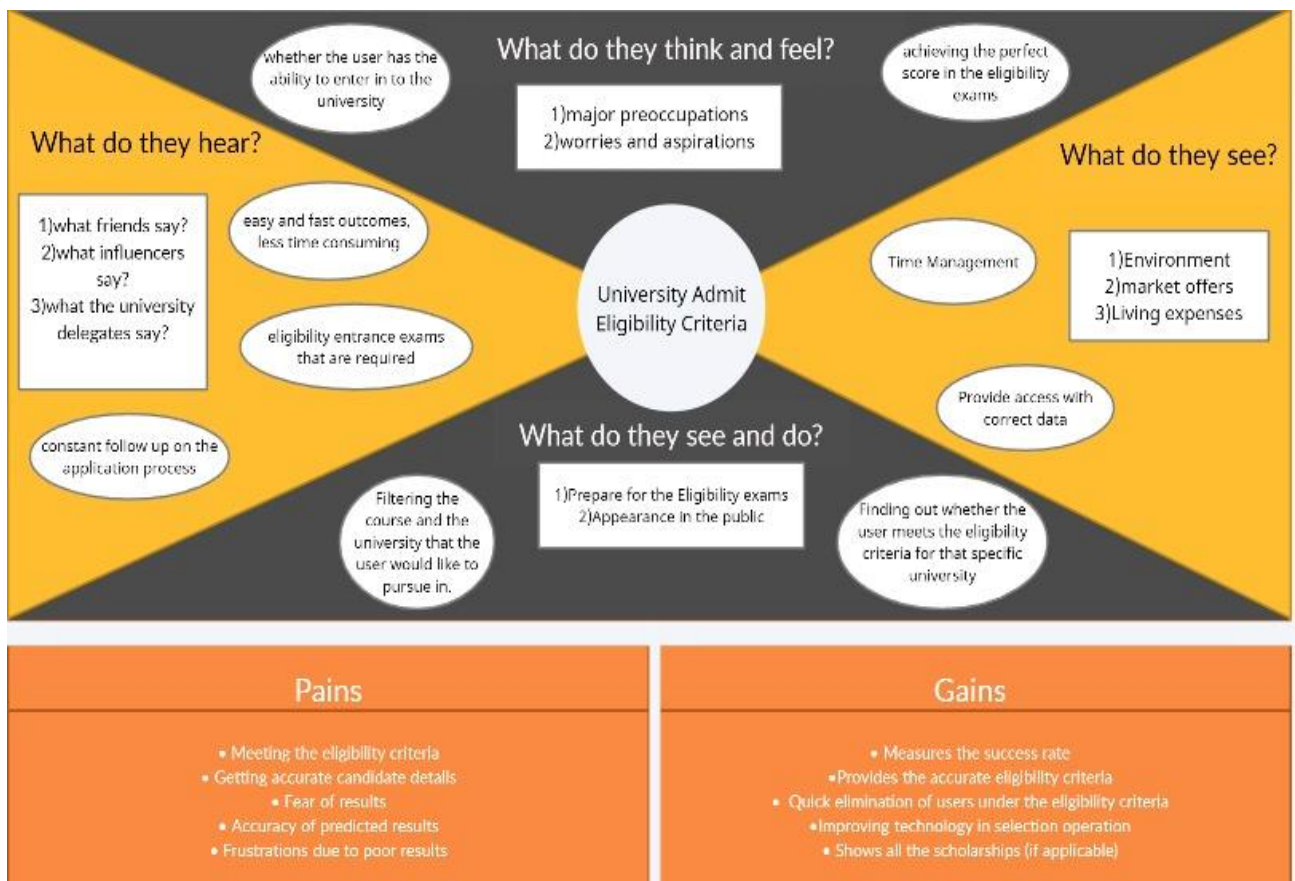 What do they think and feel?
1)major preoccupations
2)worries and aspirations
whether the user has the
ability to enter in to the
university
achieving the perfect
score in the eligibility
exams
What do they hear?
1)what friends say?
2)what influencers
say?
3)what the university
delegates say?
easy and fast outcomes,
less time consuming
eligibility entrance exams
that are required
constant follow up on the
application process
University Admit
Eligibility Criteria
What do they see?
Time Management
1)Environment
2)market offers
3)Living expenses
Provide access with
correct data
What do they see and do?
1)Prepare for the Eligibility exams
2)Appearance in the public
Filtering the
course and the
university that the
user would like to
pursue in.
Finding out whether the
user meets the eligibility
criteria for that specific
university
Pains
• Meeting the eligibility criteria
• Getting accurate candidate details
• Fear of results
• Accuracy of predicted results
• Frustrations due to poor results
Gains
• Measures the success rate
•Provides the accurate eligibility criteria
• Quick elimination of users under the eligibility criteria
•Improving technology in selection operation
• Shows all the scholarships (if applicable)